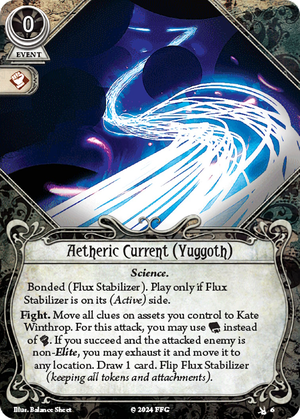 0
EVENT
Aetheric Current (Yuggoth)
Science.
Bonded (Flux Stabilizer). Play only if Flux
Stabilizer is on its (Active) side.
Fight. Move all clues on assets you control to Kate
Winthrop. For this attack, you may use instead
of . If you succeed and the attacked enemy is
non-Elite, you may exhaust it and move it to
any location. Draw 1 card. Flip Flux Stabilizer
(keeping all tokens and attachments).
Illus. Balance Sheet
© 2024 FFG
6